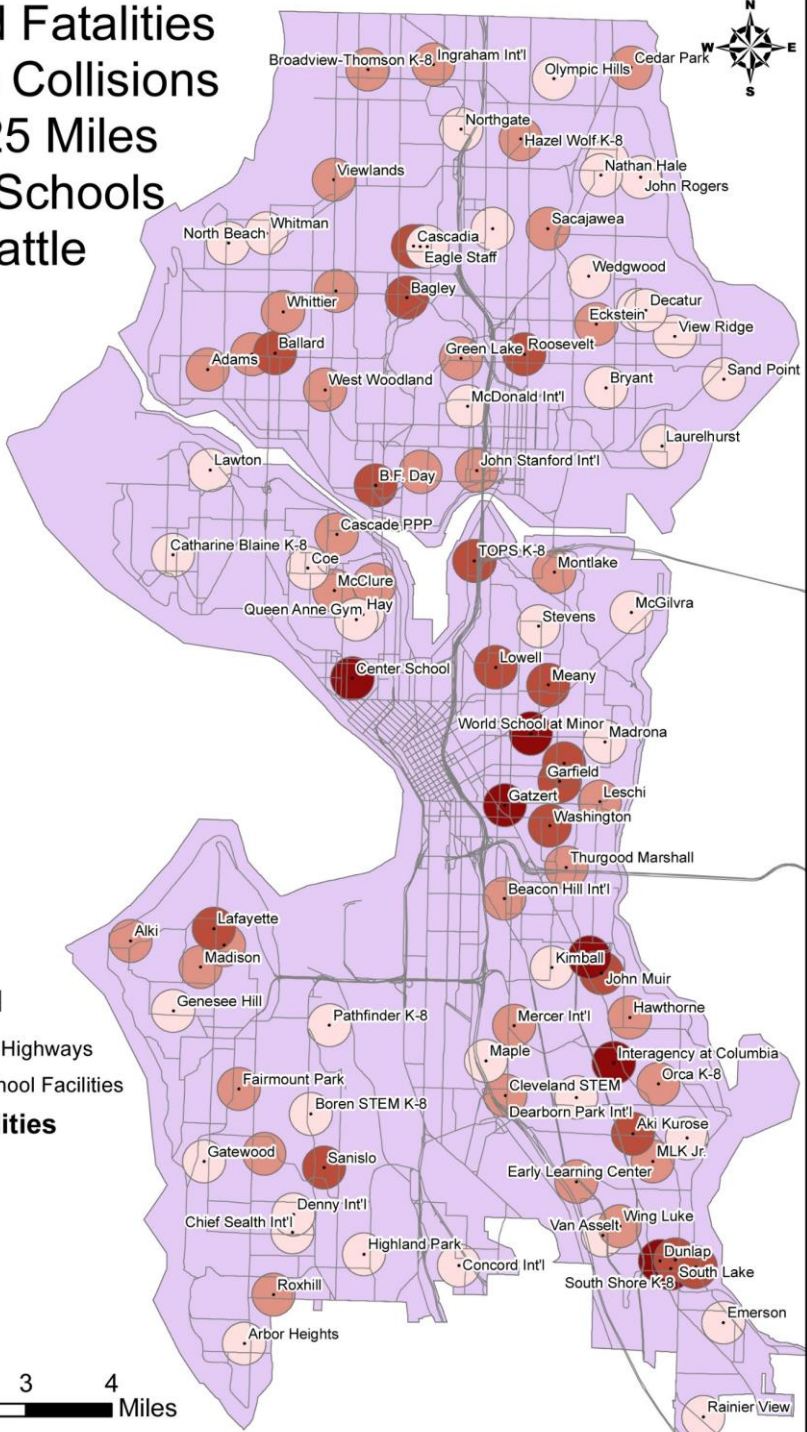 d Fatalities
Collisions
25 Miles
Schools
attle
N
W E
S
Broadview-Thomson K-8
Ingraham Int'l
Olympic Hills
Cedar Park
Northgate
Hazel Wolf K-8
Nathan Hale
John Rogers
Viewlands
North Beach
Whitman
Cascadia
Eagle Staff
Sacajawea
Wedgwood
Bagley
Whittier
Decatur
Eckstein
View Ridge
Ballard
Adams
Green Lake
Roosevelt
West Woodland
Bryant
Sand Point
McDonald Int'l
Laurelhurst
Lawton
B.F. Day
John Stanford Int'l
Cascade PPP
Catharine Blaine K-8
Coe
TOPS K-8
Montlake
McClure
Queen Anne Gym, Hay
McGilvra
Stevens
Center School
Lowell
Meany
World School at Minor
Madrona
Garfield
Gatzert
Leschi
Washington
Thurgood Marshall
Beacon Hill Int'l
Lafayette
Alki
Madison
Kimball
John Muir
Genesee Hill
Pathfinder K-8
Mercer Int'l
Hawthorne
Highways
Maple
Interagency at Columbia
hool Facilities
Fairmount Park
Orca K-8
Cleveland STEM
lities
Boren STEM K-8
Dearborn Park Int'l
Aki Kurose
Gatewood
Sanislo
MLK Jr.
Early Learning Center
Denny Int'l
Chief Sealth Int'l
Wing Luke
Van Asselt
Highland Park
Concord Int'l
Dunlap
South Lake
South Shore K-8
Roxhill
Emerson
Arbor Heights
3 4
Miles
Rainier View